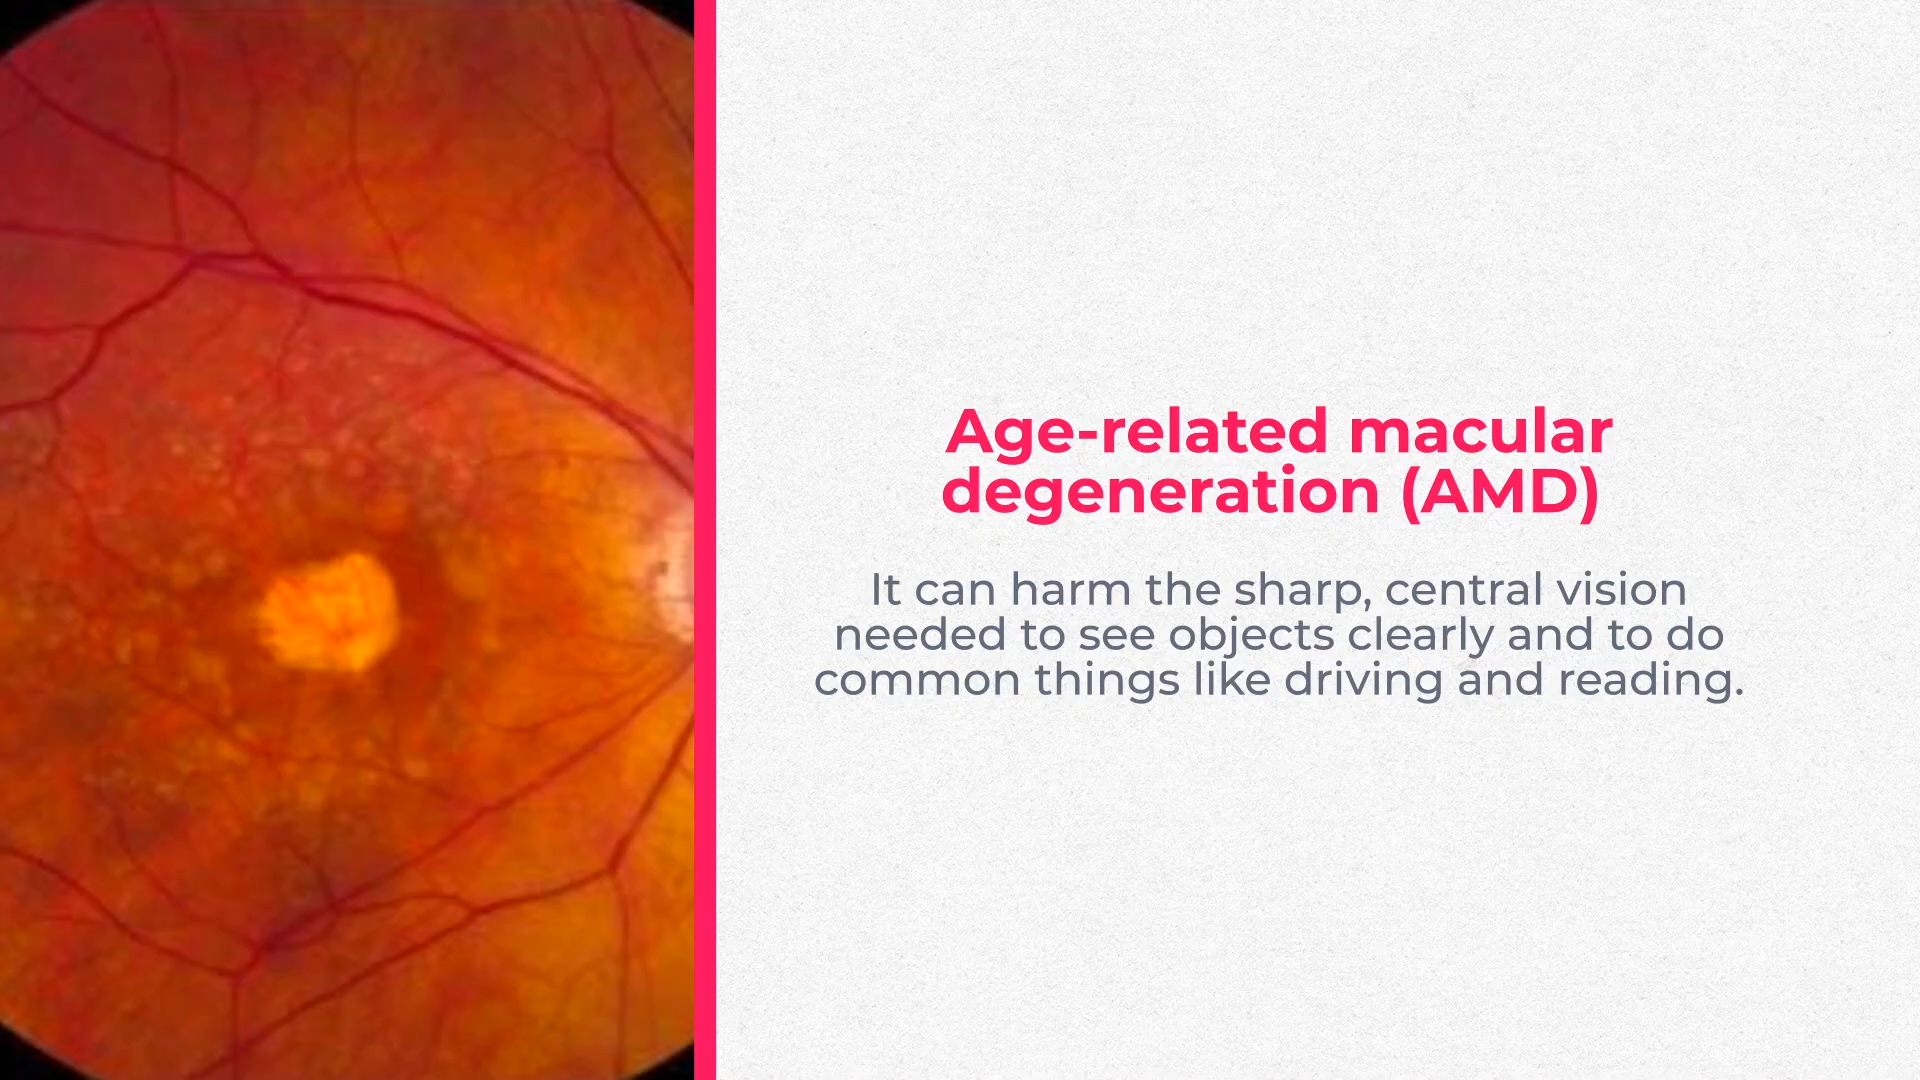 Age-related macular
degeneration (AMD)
It can harm the sharp, central vision
needed to see objects clearly and to do
common things like driving and reading.